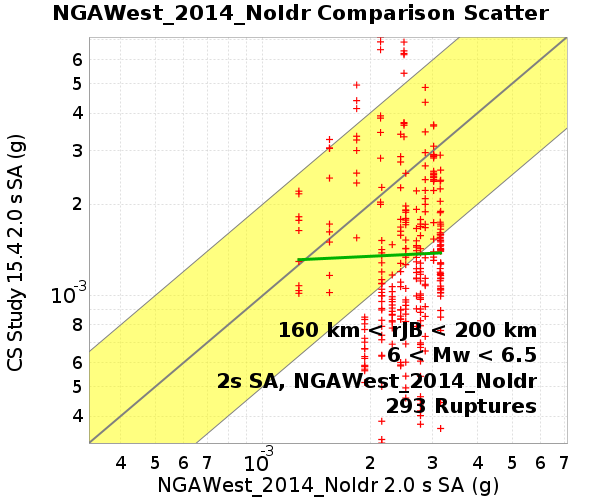 NGAWest_2014_NoIdr Comparison Scatter
CS Study 15.4 2.0 s SA (g)
6
5
4
3
2
10-3
8
6
5
4
160 km < rJB < 200 km
6 < Mw < 6.5
2s SA, NGAWest_2014_NoIdr
293 Ruptures
4 5 6 7 10-3 2 3 4 5 6 7
NGAWest_2014_NoIdr 2.0 s SA (g)